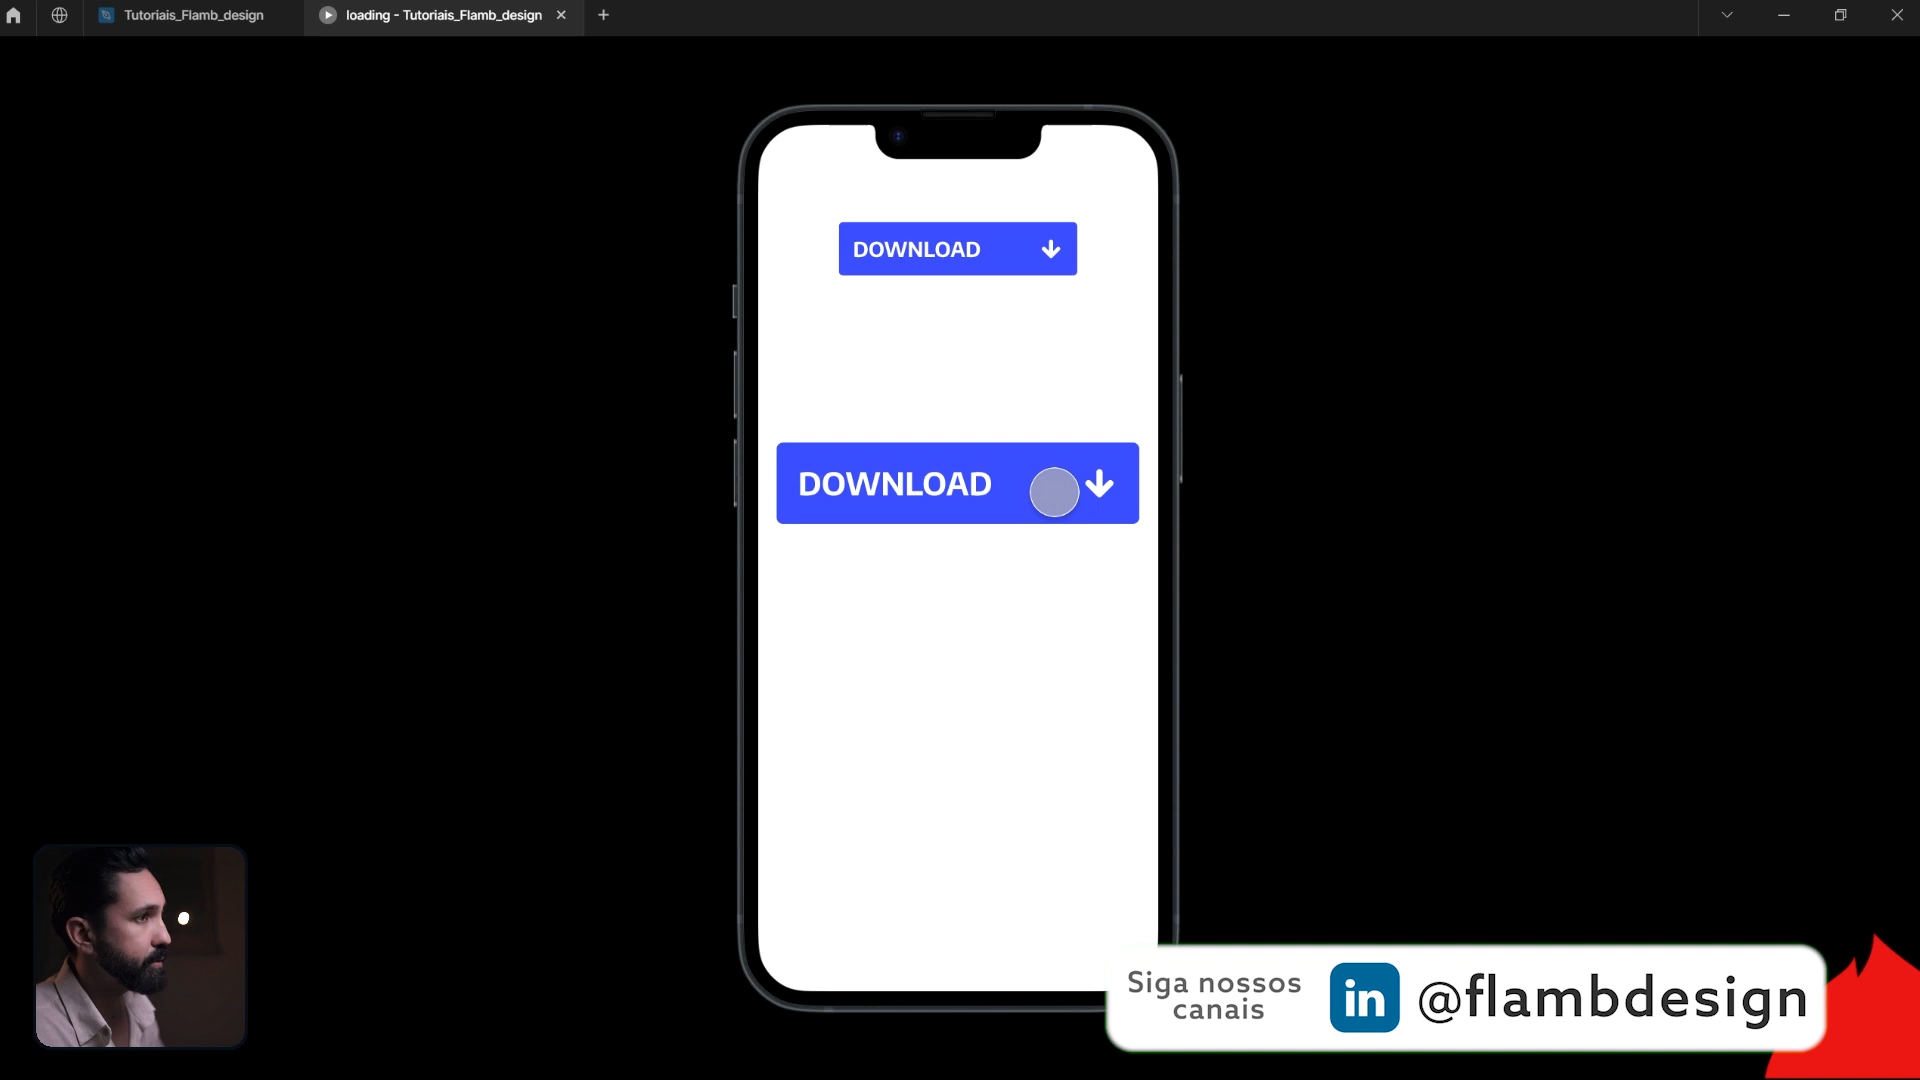 Tutoriais_Flamb_design
loading - Tutoriais_Flamb_design
DOWNLOAD
DOWNLOAD
Siga nossos
canais
in
@flambdesign